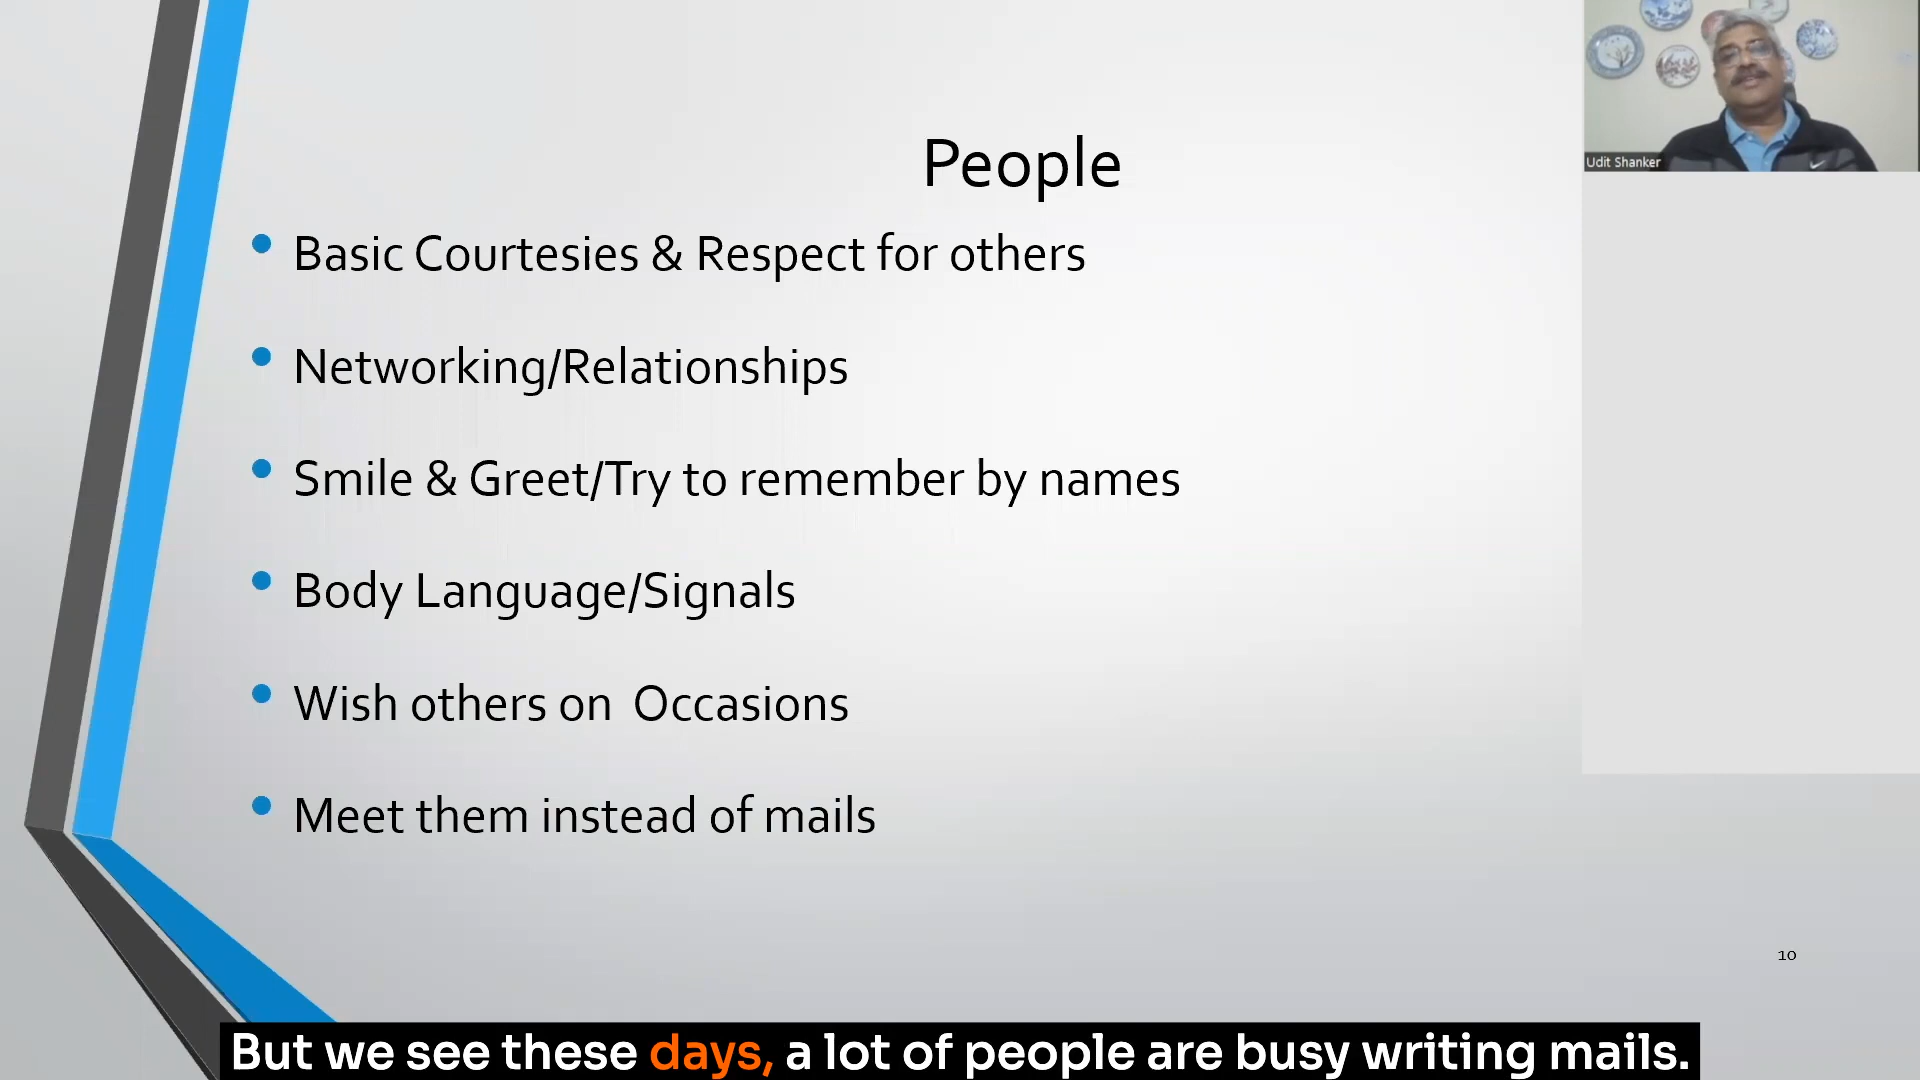 People
Basic Courtesies & Respect for others
Networking/Relationships
Smile & Greet/Try to remember by names
Body Language/Signals
Wish others on  Occasions
Meet them instead of mails
Udit Shanker
10
But we see these days, a lot of people are busy writing mails.